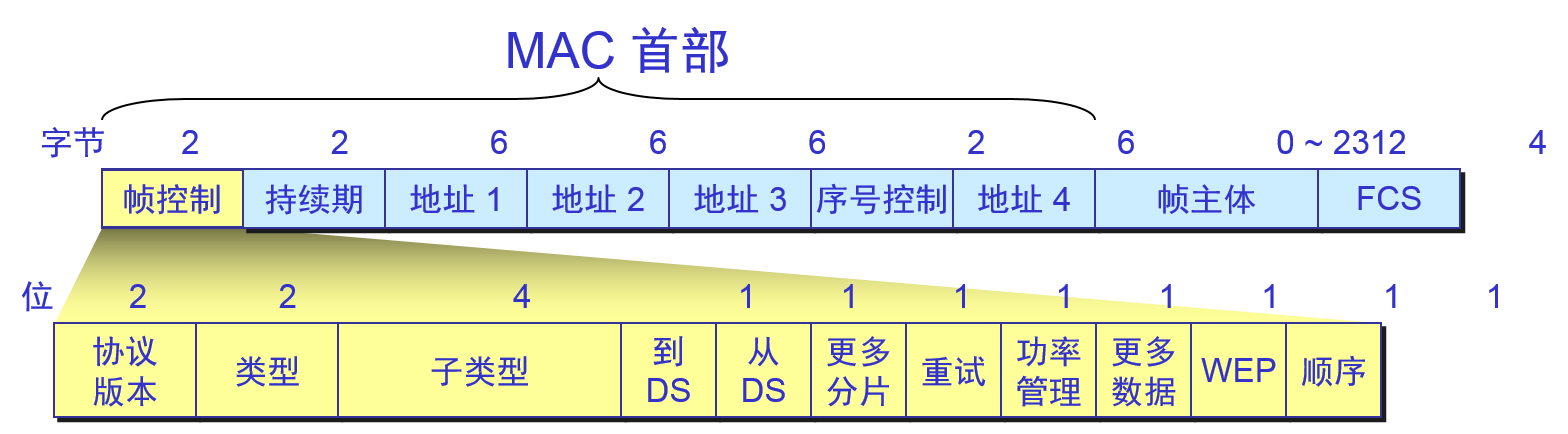 MAC 首部
字节 2 2 6 6 6 2 6 0 ~ 2312 4
帧控制 持续期 地址 1 地址 2 地址 3 序号控制 地址 4 帧主体 FCS
位 2 2 4 1 1 1 1 1 1 1 1
协议版本 类型 子类型 到 DS 从 DS 更多分片 重试 功率管理 更多数据 WEP 顺序